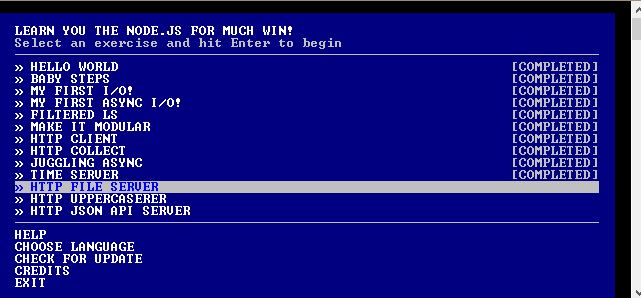 LEARN YOU THE NODE.JS FOR MUCH WIN!
Select an exercise and hit Enter to begin
» HELLO WORLD [COMPLETED]
» BABY STEPS [COMPLETED]
» MY FIRST I/O! [COMPLETED]
» MY FIRST ASYNC I/O! [COMPLETED]
» FILTERED LS [COMPLETED]
» MAKE IT MODULAR [COMPLETED]
» HTTP CLIENT [COMPLETED]
» HTTP COLLECT [COMPLETED]
» JUGGLING ASYNC [COMPLETED]
» TIME SERVER [COMPLETED]
» HTTP FILE SERVER
» HTTP UPPERCASERER
» HTTP JSON API SERVER
HELP
CHOOSE LANGUAGE
CHECK FOR UPDATE
CREDITS
EXIT